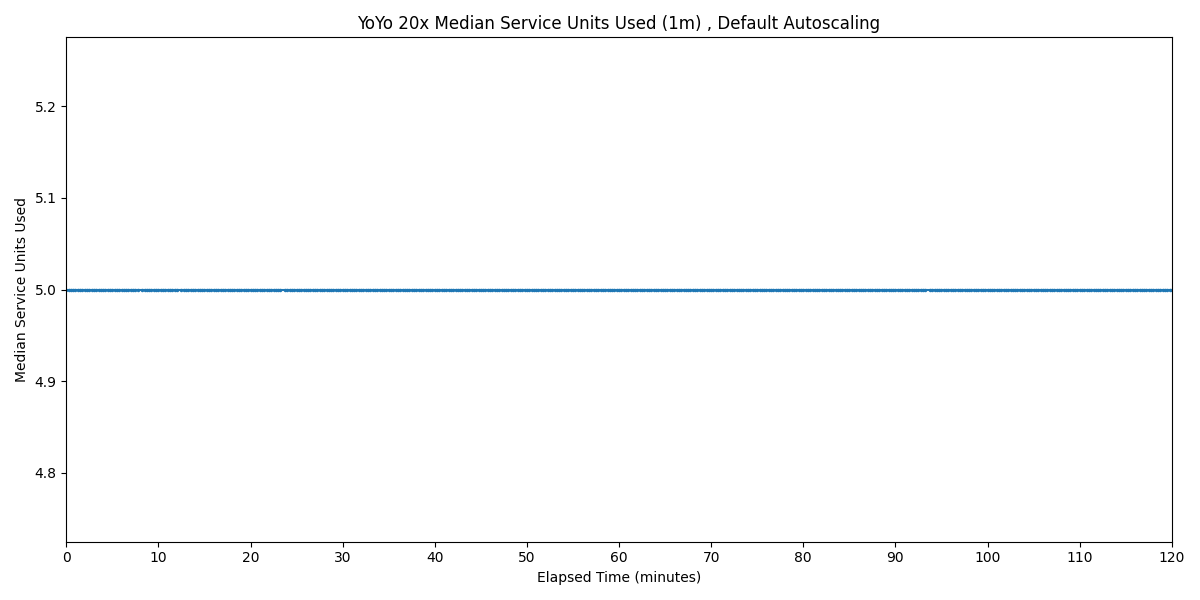 YoYo 20x Median Service Units Used (1m) , Default Autoscaling
Median Service Units Used
5.2
5.1
5.0
4.9
4.8
0 10 20 30 40 50 60 70 80 90 100 110 120
Elapsed Time (minutes)